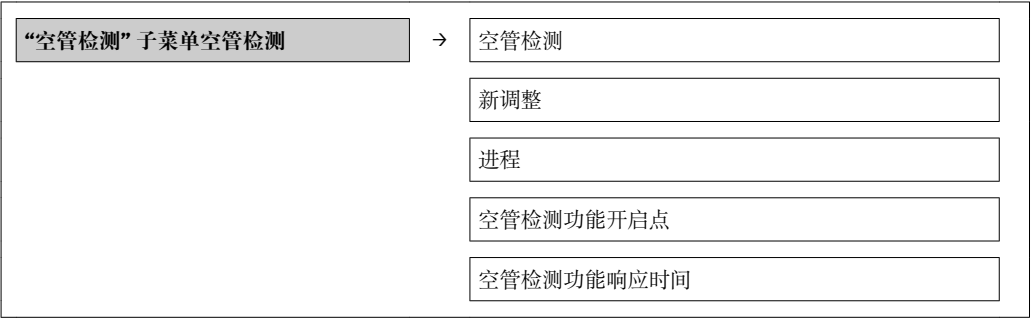 “空管检测” 子菜单空管检测 → 空管检测
新调整
进程
空管检测功能开启点
空管检测功能响应时间